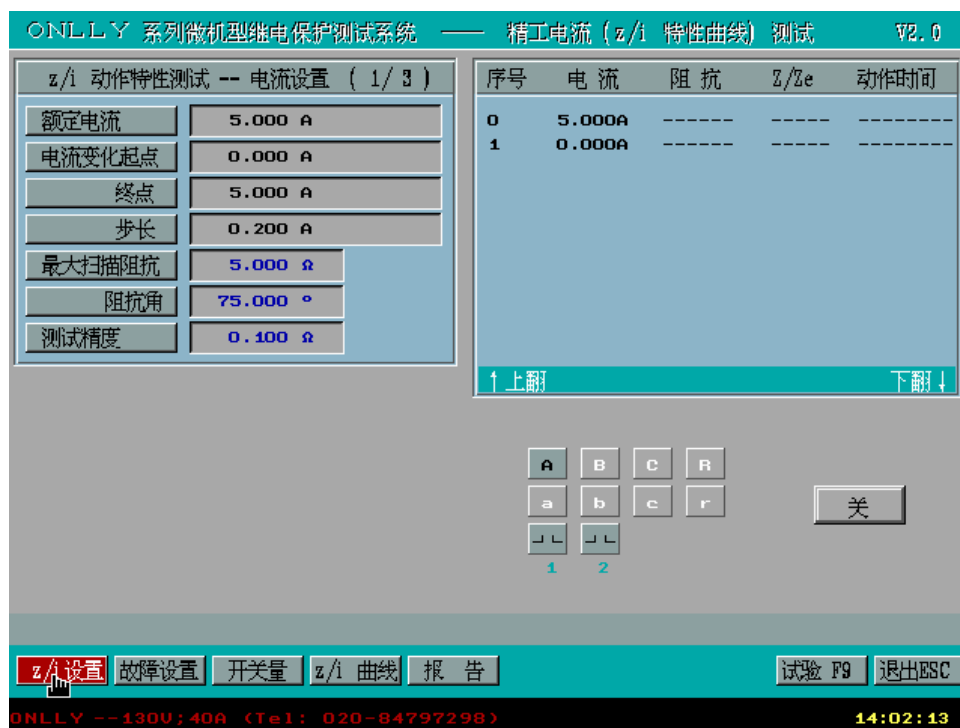 ONLLY 系列微机型继电保护测试系统 —— 精工电流(z/i 特性曲线) 测试 V2.0
z/i 动作特性测试 -- 电流设置 ( 1/3 )
额定电流 5.000 A
电流变化起点 0.000 A
终点 5.000 A
步长 0.200 A
最大扫描阻抗 5.000 Ω
阻抗角 75.000 °
测试精度 0.100 Ω
序号 电 流 阻 抗 Z/Ze 动作时间
0 5.000A ------ ----- --------
1 0.000A ------ ----- --------
↑上翻 下翻↓
A B C R
a b c r
1 2
关
z/i设置 故障设置 开关量 z/i 曲线 报 告 试验 F9 退出ESC
ONLLY --130V;40A (Tel: 020-84797298) 14:02:13